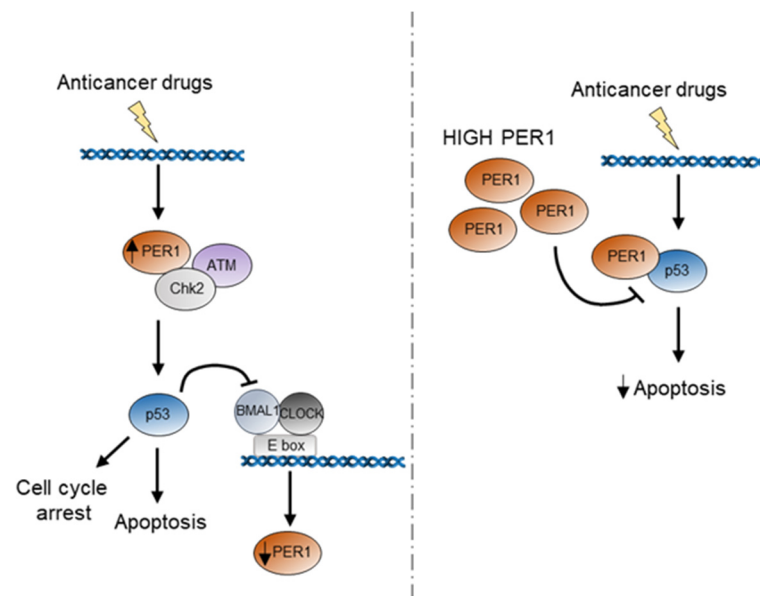 Anticancer drugs
PER1
ATM
Chk2
p53
BMAL1
CLOCK
E box
Cell cycle
arrest
Apoptosis
PER1
Anticancer drugs
HIGH PER1
PER1
PER1
PER1
PER1
p53
Apoptosis